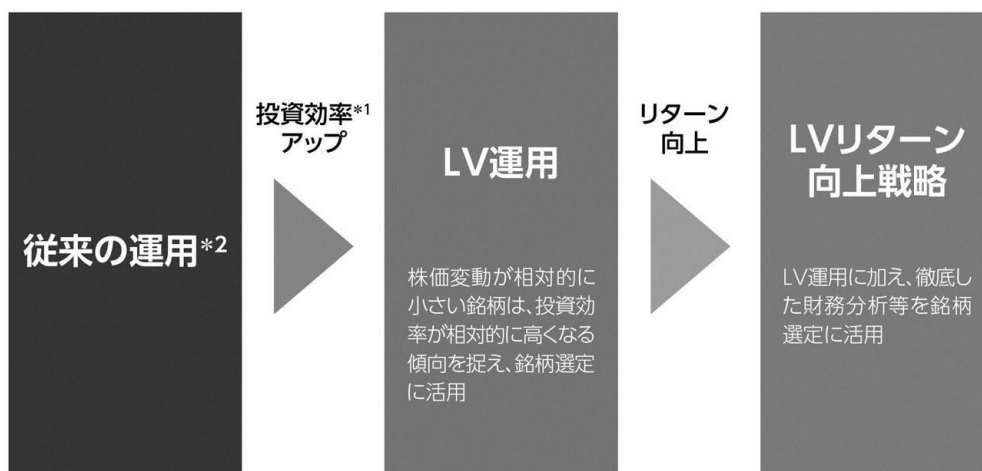 従来の運用*2
投資効率*1
アップ
LV運用
株価変動が相対的に
小さい銘柄は、投資効
率が相対的に高くなる
傾向を捉え、銘柄選定
に活用
リターン
向上
LVリターン
向上戦略
LV運用に加え、徹底し
た財務分析等を銘柄
選定に活用